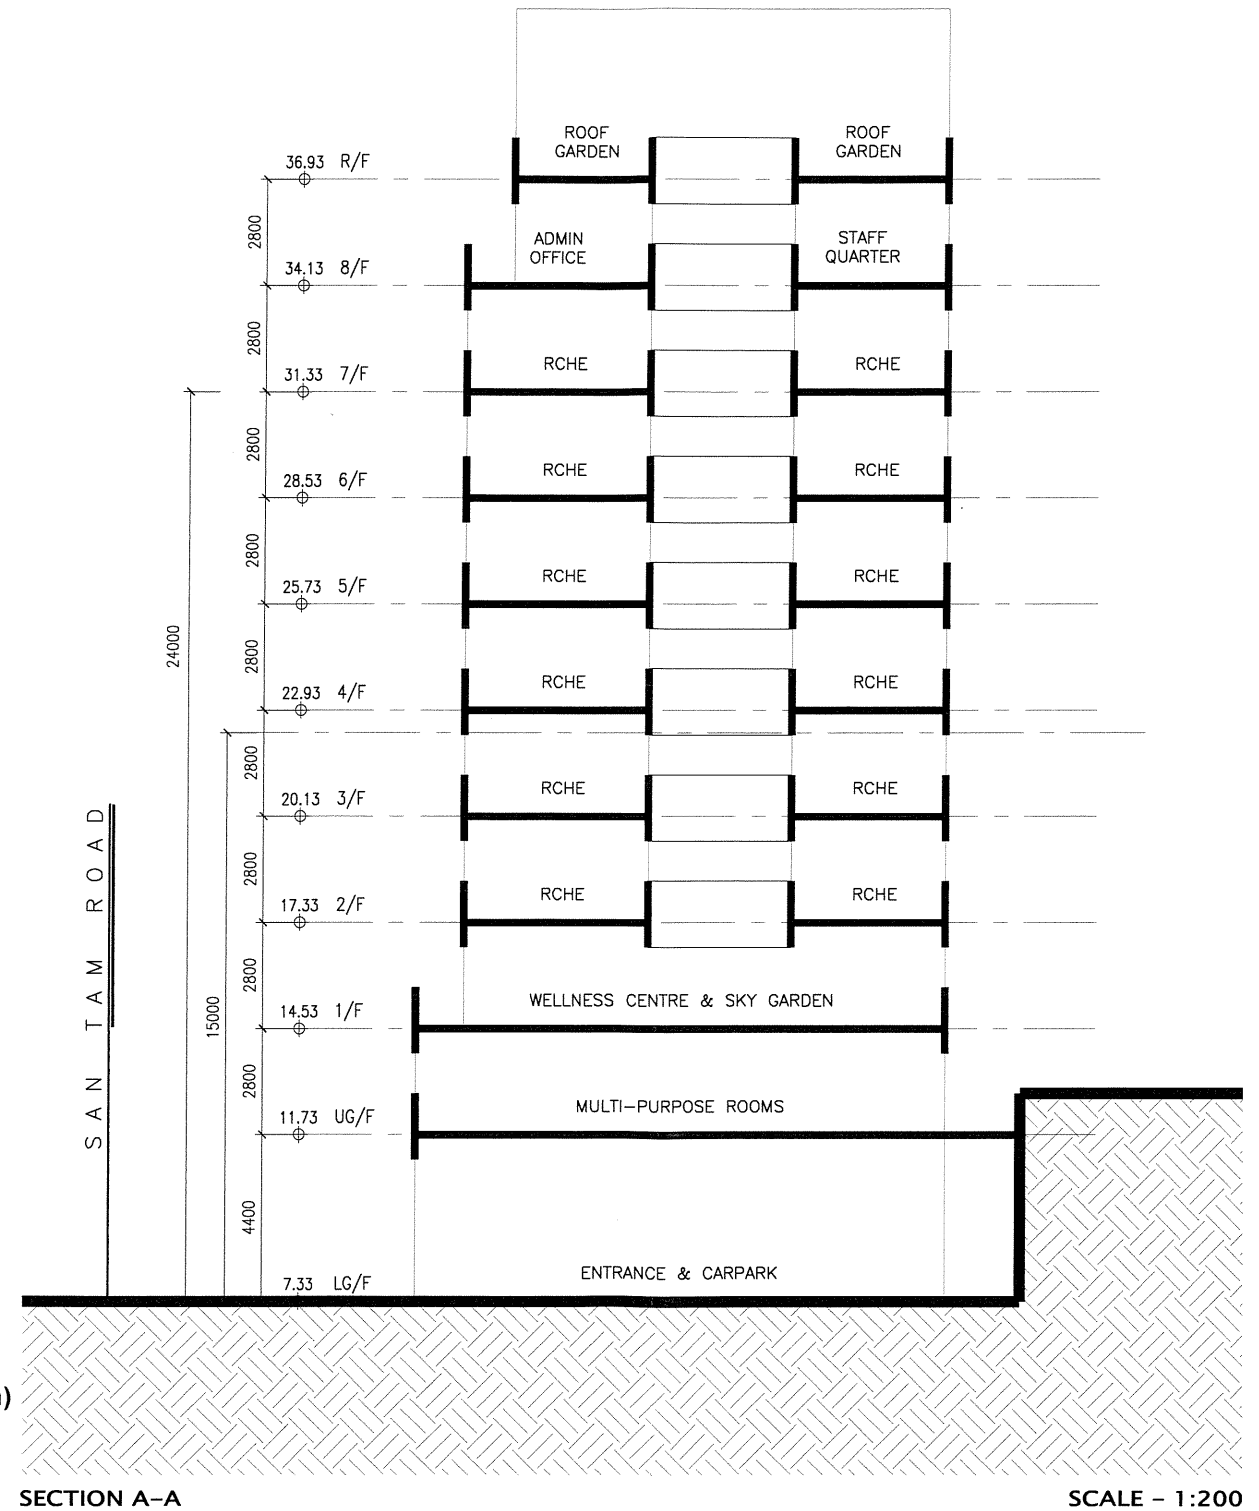 ROOF
GARDEN
ROOF
GARDEN
36.93 R/F
2800
ADMIN
OFFICE
STAFF
QUARTER
34.13 8/F
2800
RCHE
RCHE
31.33 7/F
2800
RCHE
RCHE
28.53 6/F
2800
RCHE
RCHE
25.73 5/F
24000
2800
RCHE
RCHE
22.93 4/F
2800
RCHE
RCHE
20.13 3/F
2800
RCHE
RCHE
17.33 2/F
2800
WELLNESS CENTRE & SKY GARDEN
14.53 1/F
15000
2800
MULTI-PURPOSE ROOMS
11.73 UG/F
SAN TAM ROAD
4400
ENTRANCE & CARPARK
7.33 LG/F
SECTION A-A
SCALE - 1:200